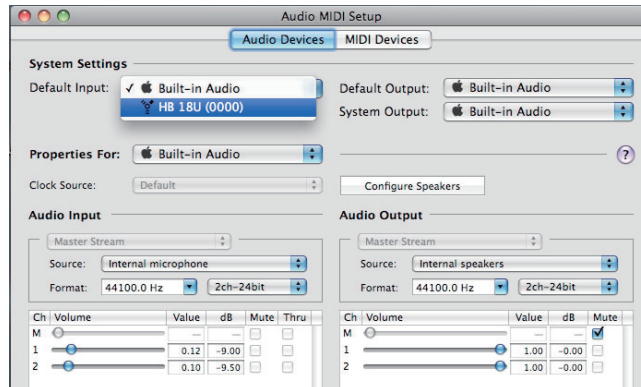 Audio MIDI Setup
Audio Devices MIDI Devices
System Settings
Default Input: ✓ Built-in Audio
HB 18U (0000)
Default Output: Built-in Audio
System Output: Built-in Audio
Properties For: Built-in Audio ?
Clock Source: Default Configure Speakers
Audio Input
Master Stream
Source: Internal microphone
Format: 44100.0 Hz 2ch-24bit
Ch Volume Value dB Mute Thru
M — —
1 0.12 -9.00
2 0.10 -9.50
Audio Output
Master Stream
Source: Internal speakers
Format: 44100.0 Hz 2ch-24bit
Ch Volume Value dB Mute
M — —
1 1.00 -0.00
2 1.00 -0.00